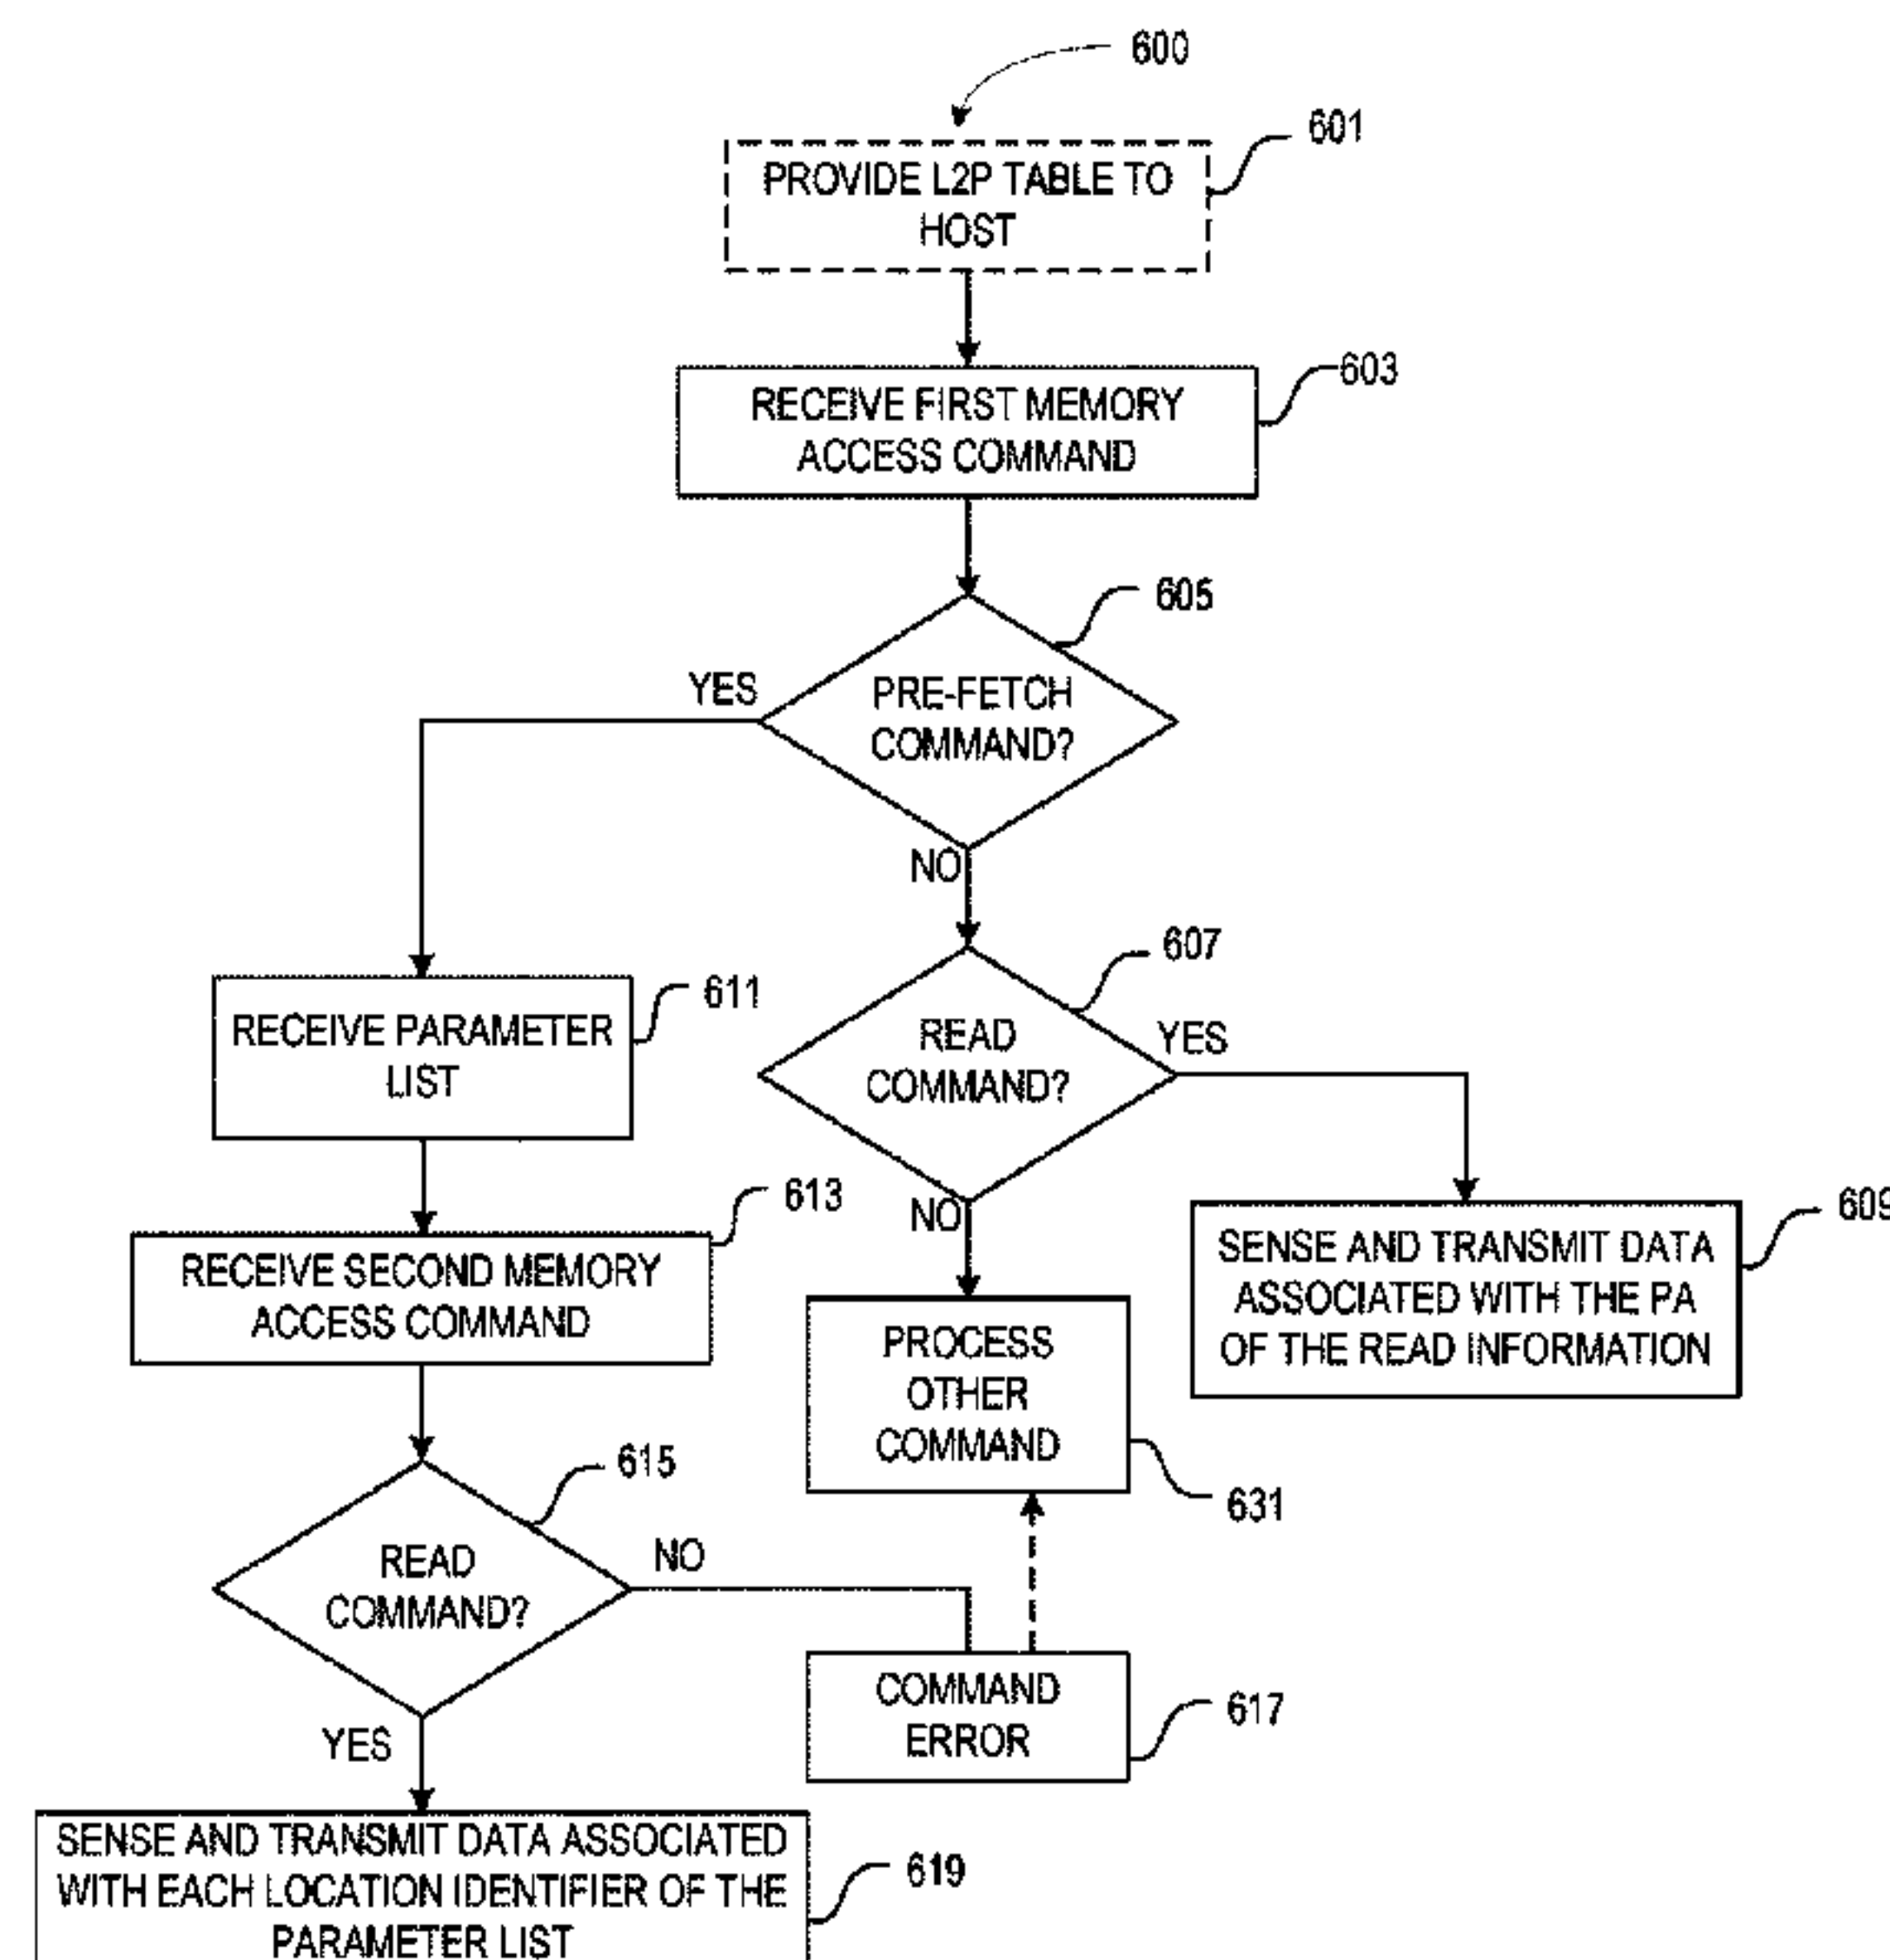 600
601
PROVIDE L2P TABLE TO
HOST
603
RECEIVE FIRST MEMORY
ACCESS COMMAND
605
YES
PRE-FETCH
COMMAND?
NO
607
611
RECEIVE PARAMETER
LIST
READ
COMMAND?
YES
613
NO
609
RECEIVE SECOND MEMORY
ACCESS COMMAND
SENSE AND TRANSMIT DATA
ASSOCIATED WITH THE PA
OF THE READ INFORMATION
PROCESS
OTHER
COMMAND
631
615
READ
COMMAND?
NO
COMMAND
ERROR
617
YES
SENSE AND TRANSMIT DATA ASSOCIATED
WITH EACH LOCATION IDENTIFIER OF THE
PARAMETER LIST
619